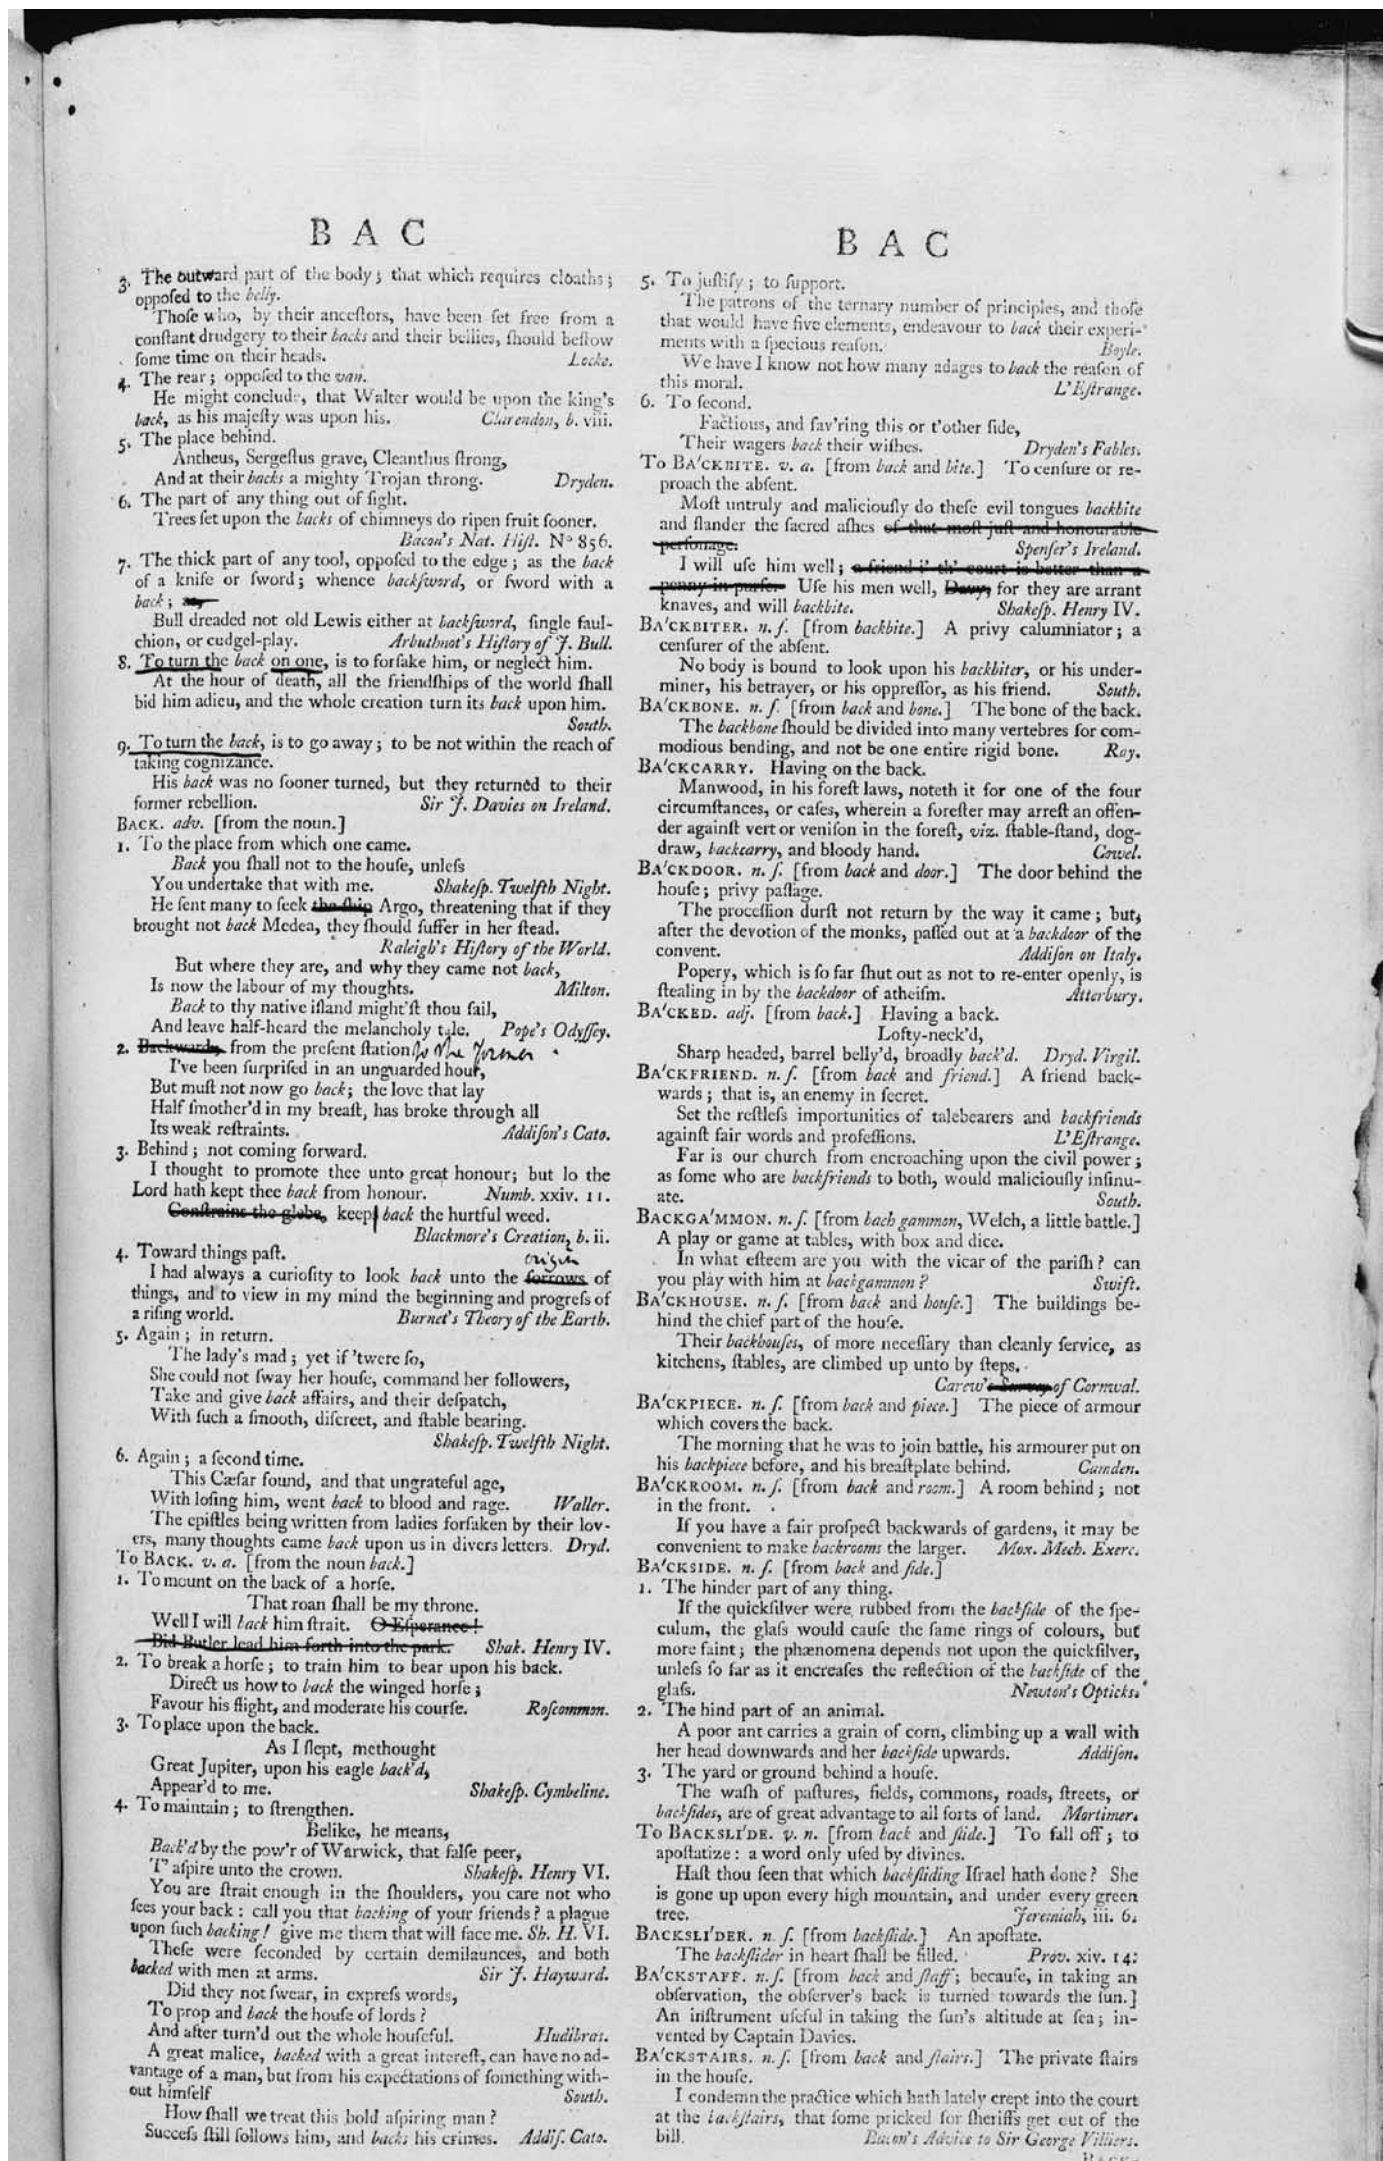 B A C
3. The outward part of the body; that which requires cloaths;
opposed to the belly.
Thoſe who, by their anceſtors, have been ſet free from a
conſtant drudgery to their backs and their bellies, ſhould beſtow
ſome time on their heads. Locke.
4. The rear; oppoſed to the van.
He might conclude, that Walter would be upon the king's
back, as his majeſty was upon his. Clarendon, b. viii.
5. The place behind.
Antheus, Sergeſtus grave, Cleanthus ſtrong,
And at their backs a mighty Trojan throng. Dryden.
6. The part of any thing out of ſight.
Trees ſet upon the backs of chimneys do ripen fruit ſooner.
Bacon's Nat. Hiſt. N° 856.
7. The thick part of any tool, oppoſed to the edge; as the back
of a knife or ſword; whence backſword, or ſword with a
back;
Bull dreaded not old Lewis either at backſword, ſingle faul-
chion, or cudgel-play. Arbuthnot's Hiſtory of J. Bull.
8. To turn the back on one, is to forſake him, or neglect him.
At the hour of death, all the friendſhips of the world ſhall
bid him adieu, and the whole creation turn its back upon him.
South.
9. To turn the back, is to go away; to be not within the reach of
taking cognizance.
His back was no ſooner turned, but they returned to their
former rebellion. Sir J. Davies on Ireland.
BACK. adv. [from the noun.]
1. To the place from which one came.
Back you ſhall not to the houſe, unleſs
You undertake that with me. Shakeſp. Twelfth Night.
He ſent many to ſeek the ſhip Argo, threatening that if they
brought not back Medea, they ſhould ſuffer in her ſtead.
Raleigh's Hiſtory of the World.
But where they are, and why they came not back,
Is now the labour of my thoughts. Milton.
Back to thy native iſland might'ſt thou ſail,
And leave half-heard the melancholy tale. Pope's Odyſſey.
2. Backward, from the preſent ſtation to the former.
I've been ſurpriſed in an unguarded hour,
But muſt not now go back; the love that lay
Half ſmother'd in my breaſt, has broke through all
Its weak reſtraints. Addiſon's Cato.
3. Behind; not coming forward.
I thought to promote thee unto great honour; but lo the
Lord hath kept thee back from honour. Numb. xxiv. 11.
Conſtrains the glebe, keeps back the hurtful weed.
Blackmore's Creation, b. ii.
4. Toward things paſt.
origin
I had always a curioſity to look back unto the ſorrows of
things, and to view in my mind the beginning and progreſs of
a riſing world. Burnet's Theory of the Earth.
5. Again; in return.
The lady's mad; yet if 'twere ſo,
She could not ſway her houſe, command her followers,
Take and give back affairs, and their deſpatch,
With ſuch a ſmooth, diſcreet, and ſtable bearing.
Shakeſp. Twelfth Night.
6. Again; a ſecond time.
This Cæſar found, and that ungrateful age,
With loſing him, went back to blood and rage. Waller.
The epiſtles being written from ladies forſaken by their lov-
ers, many thoughts came back upon us in divers letters. Dryd.
To BACK. v. a. [from the noun back.]
1. To mount on the back of a horſe.
That roan ſhall be my throne.
Well I will back him ſtrait. O Eſperance!
Bid Butler lead him forth into the park. Shak. Henry IV.
2. To break a horſe; to train him to bear upon his back.
Direct us how to back the winged horſe;
Favour his flight, and moderate his courſe. Roſcommon.
3. To place upon the back.
As I ſlept, methought
Great Jupiter, upon his eagle back'd,
Appear'd to me. Shakeſp. Cymbeline.
4. To maintain; to ſtrengthen.
Belike, he means,
Back'd by the pow'r of Warwick, that falſe peer,
T' aſpire unto the crown. Shakeſp. Henry VI.
You are ſtrait enough in the ſhoulders, you care not who
ſees your back: call you that backing of your friends? a plague
upon ſuch backing! give me them that will face me. Sh. H. VI.
Theſe were ſeconded by certain demilaunces, and both
backed with men at arms. Sir J. Hayward.
Did they not ſwear, in expreſs words,
To prop and back the houſe of lords?
And after turn'd out the whole houſeful. Hudibras.
A great malice, backed with a great intereſt, can have no ad-
vantage of a man, but from his expectations of ſomething with-
out himſelf South.
How ſhall we treat this bold aſpiring man?
Succeſs ſtill follows him, and backs his crimes. Addiſ. Cato.
B A C
5. To juſtify; to ſupport.
The patrons of the ternary number of principles, and thoſe
that would have five elements, endeavour to back their experi-
ments with a ſpecious reaſon. Boyle.
We have I know not how many adages to back the reaſon of
this moral. L'Eſtrange.
6. To ſecond.
Factious, and fav'ring this or t'other ſide,
Their wagers back their wiſhes. Dryden's Fables.
To BA'CKBITE. v. a. [from back and bite.] To cenſure or re-
proach the abſent.
Moſt untruly and maliciouſly do theſe evil tongues backbite
and ſlander the ſacred aſhes of that moſt juſt and honourable
perſonage. Spenſer's Ireland.
I will uſe him well; a friend i' th' court is better than a
penny in purſe. Uſe his men well, Davy, for they are arrant
knaves, and will backbite. Shakeſp. Henry IV.
BA'CKBITER. n. ſ. [from backbite.] A privy calumniator; a
cenſurer of the abſent.
No body is bound to look upon his backbiter, or his under-
miner, his betrayer, or his oppreſſor, as his friend. South.
BA'CKBONE. n. ſ. [from back and bone.] The bone of the back.
The backbone ſhould be divided into many vertebres for com-
modious bending, and not be one entire rigid bone. Ray.
BA'CKCARRY. Having on the back.
Manwood, in his foreſt laws, noteth it for one of the four
circumſtances, or caſes, wherein a foreſter may arreſt an offen-
der againſt vert or veniſon in the foreſt, viz. ſtable-ſtand, dog-
draw, backcarry, and bloody hand. Cowel.
BA'CKDOOR. n. ſ. [from back and door.] The door behind the
houſe; privy paſſage.
The proceſſion durſt not return by the way it came; but,
after the devotion of the monks, paſſed out at a backdoor of the
convent. Addiſon on Italy.
Popery, which is ſo far ſhut out as not to re-enter openly, is
ſtealing in by the backdoor of atheiſm. Atterbury.
BA'CKED. adj. [from back.] Having a back.
Lofty-neck'd,
Sharp headed, barrel belly'd, broadly back'd. Dryd. Virgil.
BA'CKFRIEND. n. ſ. [from back and friend.] A friend back-
wards; that is, an enemy in ſecret.
Set the reſtleſs importunities of talebearers and backfriends
againſt fair words and profeſſions. L'Eſtrange.
Far is our church from encroaching upon the civil power;
as ſome who are backfriends to both, would maliciouſly inſinu-
ate. South.
BACKGA'MMON. n. ſ. [from bach gammon, Welch, a little battle.]
A play or game at tables, with box and dice.
In what eſteem are you with the vicar of the pariſh? can
you play with him at backgammon? Swift.
BA'CKHOUSE. n. ſ. [from back and houſe.] The buildings be-
hind the chief part of the houſe.
Their backhouſes, of more neceſſary than cleanly ſervice, as
kitchens, ſtables, are climbed up unto by ſteps.
Carew's Survey of Cornwal.
BA'CKPIECE. n. ſ. [from back and piece.] The piece of armour
which covers the back.
The morning that he was to join battle, his armourer put on
his backpiece before, and his breaſtplate behind. Camden.
BA'CKROOM. n. ſ. [from back and room.] A room behind; not
in the front.
If you have a fair proſpect backwards of gardens, it may be
convenient to make backrooms the larger. Mox. Mech. Exerc.
BA'CKSIDE. n. ſ. [from back and ſide.]
1. The hinder part of any thing.
If the quickſilver were rubbed from the backſide of the ſpe-
culum, the glaſs would cauſe the ſame rings of colours, but
more faint; the phænomena depends not upon the quickſilver,
unleſs ſo far as it encreaſes the reflection of the backſide of the
glaſs. Newton's Opticks.
2. The hind part of an animal.
A poor ant carries a grain of corn, climbing up a wall with
her head downwards and her backſide upwards. Addiſon.
3. The yard or ground behind a houſe.
The waſh of paſtures, fields, commons, roads, ſtreets, or
backſides, are of great advantage to all ſorts of land. Mortimer.
To BACKSLI'DE. v. n. [from back and ſlide.] To fall off; to
apoſtatize: a word only uſed by divines.
Haſt thou ſeen that which backſliding Iſrael hath done? She
is gone up upon every high mountain, and under every green
tree. Jeremiah, iii. 6.
BACKSLI'DER. n. ſ. [from backſlide.] An apoſtate.
The backſlider in heart ſhall be filled. Prov. xiv. 14.
BA'CKSTAFF. n. ſ. [from back and ſtaff; becauſe, in taking an
obſervation, the obſerver's back is turned towards the ſun.]
An inſtrument uſeful in taking the ſun's altitude at ſea; in-
vented by Captain Davies.
BA'CKSTAIRS. n. ſ. [from back and ſtairs.] The private ſtairs
in the houſe.
I condemn the practice which hath lately crept into the court
at the backſtairs, that ſome pricked for ſheriffs get out of the
bill. Bacon's Advice to Sir George Villiers.